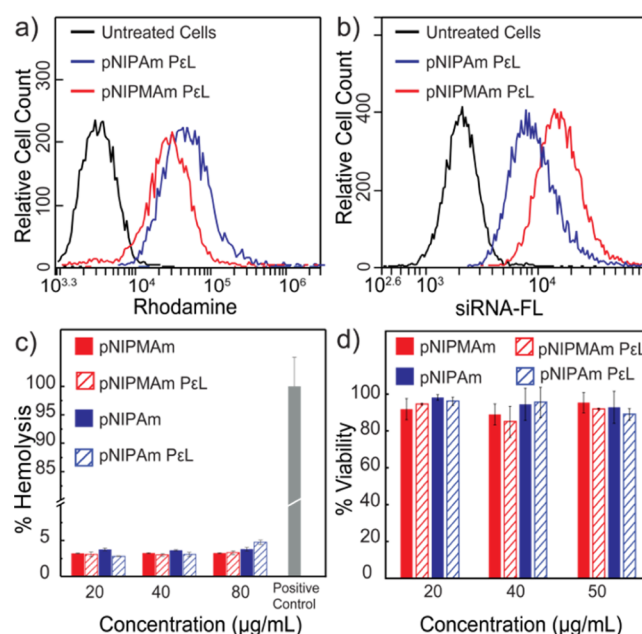 a)
Untreated Cells
pNIPAm PεL
pNIPMAm PεL
Relative Cell Count
300
200
100
0
10^3.3
10^4
10^5
10^6
Rhodamine
b)
Untreated Cells
pNIPAm PεL
pNIPMAm PεL
Relative Cell Count
400
200
0
10^2.6
10^3
10^4
siRNA-FL
c)
pNIPMAm
pNIPMAm PεL
pNIPAm
pNIPAm PεL
% Hemolysis
100
95
90
85
5
0
20
40
80
Positive
Control
Concentration (µg/mL)
d)
pNIPMAm
pNIPMAm PεL
pNIPAm
pNIPAm PεL
% Viability
100
80
60
40
20
0
20
40
50
Concentration (µg/mL)